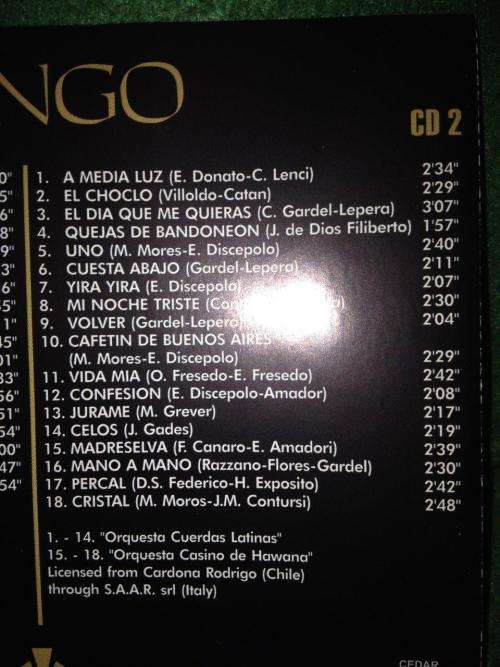 NGO
CD 2
1. A MEDIA LUZ (E. Donato-C. Lenci) 2'34"
2. EL CHOCLO (Villoldo-Catan) 2'29"
3. EL DIA QUE ME QUIERAS (C. Gardel-Lepera) 3'07"
4. QUEJAS DE BANDONEON (J. de Dios Filiberto) 1'57"
5. UNO (M. Mores-E. Discepolo) 2'40"
6. CUESTA ABAJO (Gardel-Lepera) 2'11"
7. YIRA YIRA (E. Discepolo) 2'07"
8. MI NOCHE TRISTE 2'30"
9. VOLVER (Gardel-Lepera) 2'04"
10. CAFETIN DE BUENOS AIRES
(M. Mores-E. Discepolo) 2'29"
11. VIDA MIA (O. Fresedo-E. Fresedo) 2'42"
12. CONFESION (E. Discepolo-Amador) 2'08"
13. JURAME (M. Grever) 2'17"
14. CELOS (J. Gades) 2'19"
15. MADRESELVA (F. Canaro-E. Amadori) 2'39"
16. MANO A MANO (Razzano-Flores-Gardel) 2'30"
17. PERCAL (D.S. Federico-H. Exposito) 2'42"
18. CRISTAL (M. Moros-J.M. Contursi) 2'48"
1. - 14. "Orquesta Cuerdas Latinas"
15. - 18. "Orquesta Casino de Hawana"
Licensed from Cardona Rodrigo (Chile)
through S.A.A.R. srl (Italy)
CEDAR